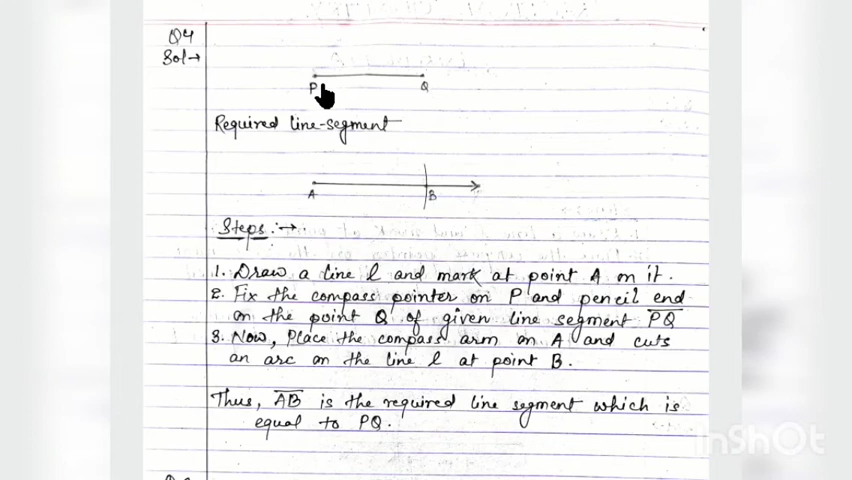 Q4
Sol→
P Q
Required line-segment
A B
Steps :→
1. Draw a line l and mark at point A on it.
2. Fix the compass pointer on P and pencil end
on the point Q of given line segment PQ
3. Now, Place the compass arm on A and cuts
an arc on the line l at point B.
Thus, AB is the required line segment which is
equal to PQ.
InShOt